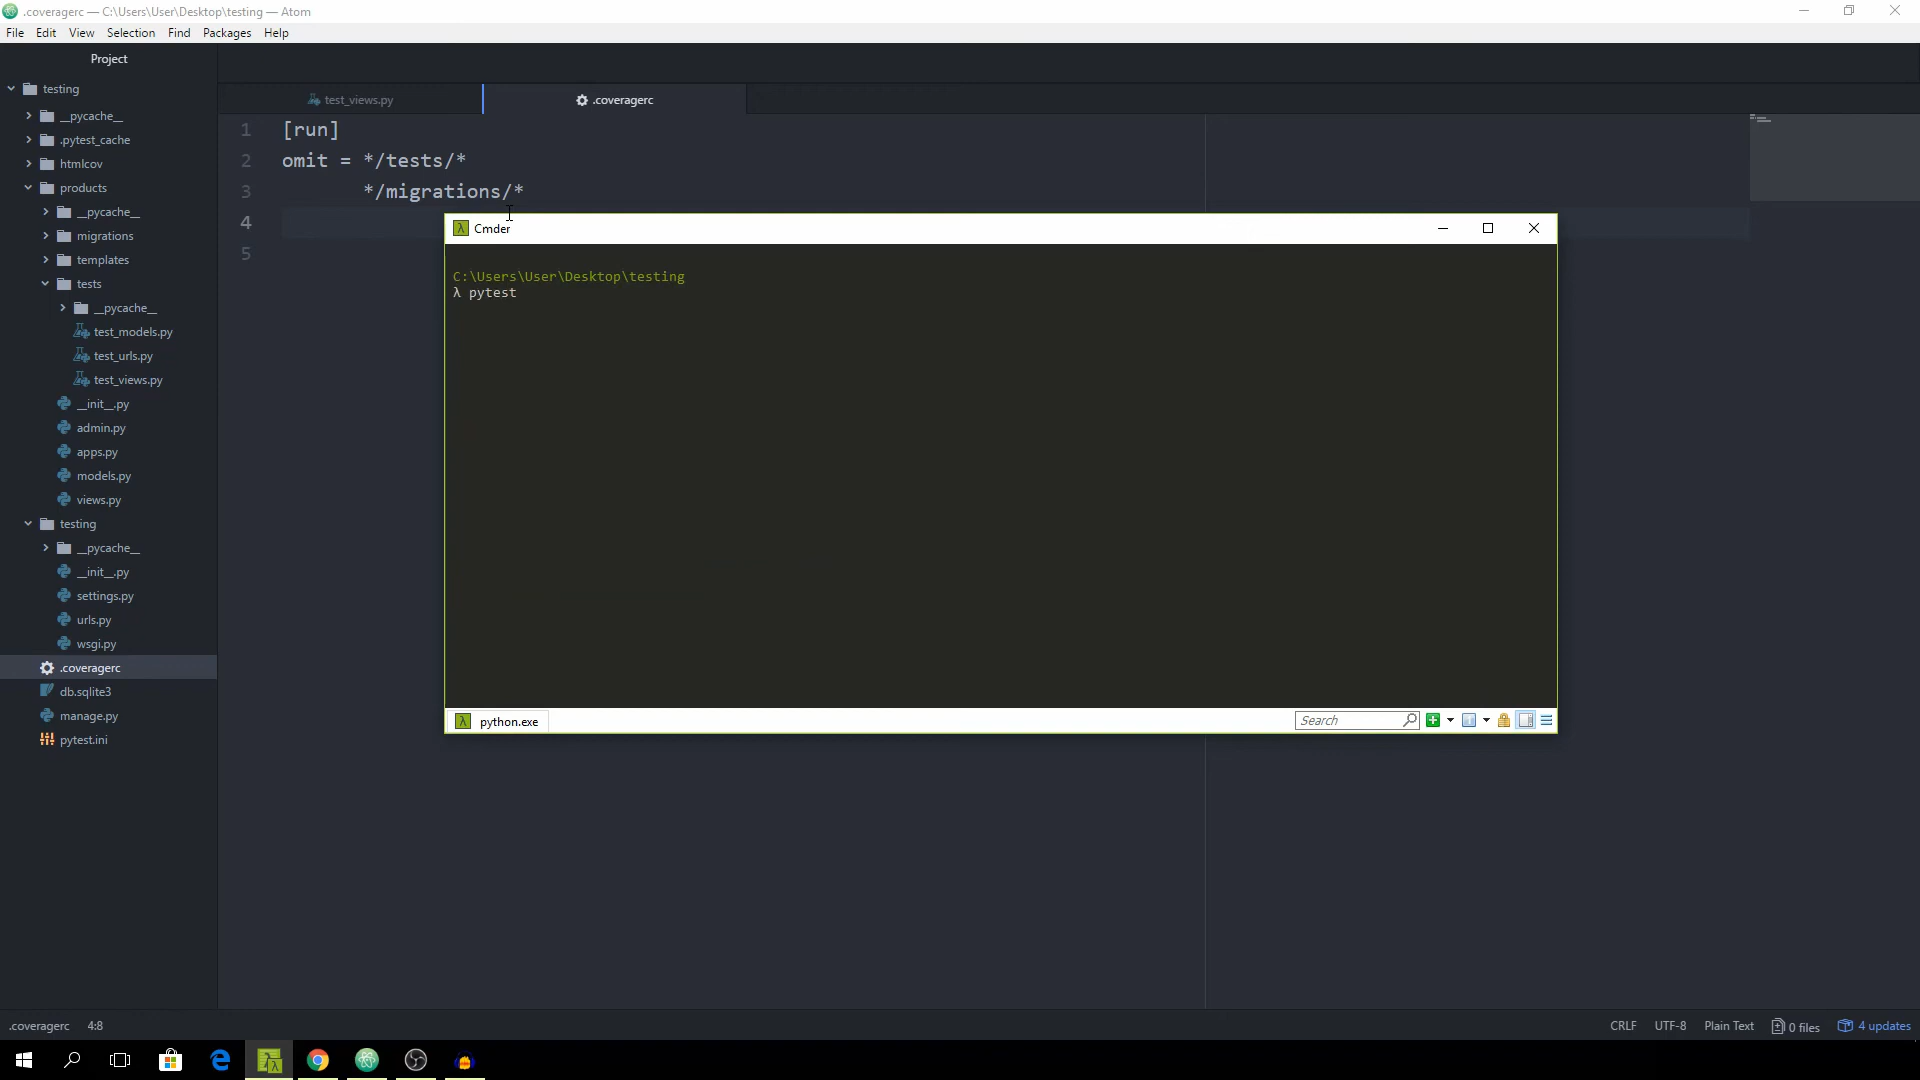 .coveragerc — C:\Users\User\Desktop\testing — Atom
File Edit View Selection Find Packages Help
Project
testing
__pycache__
.pytest_cache
htmlcov
products
__pycache__
migrations
templates
tests
__pycache__
test_models.py
test_urls.py
test_views.py
__init__.py
admin.py
apps.py
models.py
views.py
testing
__pycache__
__init__.py
settings.py
urls.py
wsgi.py
.coveragerc
db.sqlite3
manage.py
pytest.ini
test_views.py
.coveragerc
1 [run]
2 omit = */tests/*
3 */migrations/*
4
5
λ Cmder
C:\Users\User\Desktop\testing
λ pytest
λ python.exe
Search
.coveragerc 4:8
CRLF UTF-8 Plain Text 0 files 4 updates